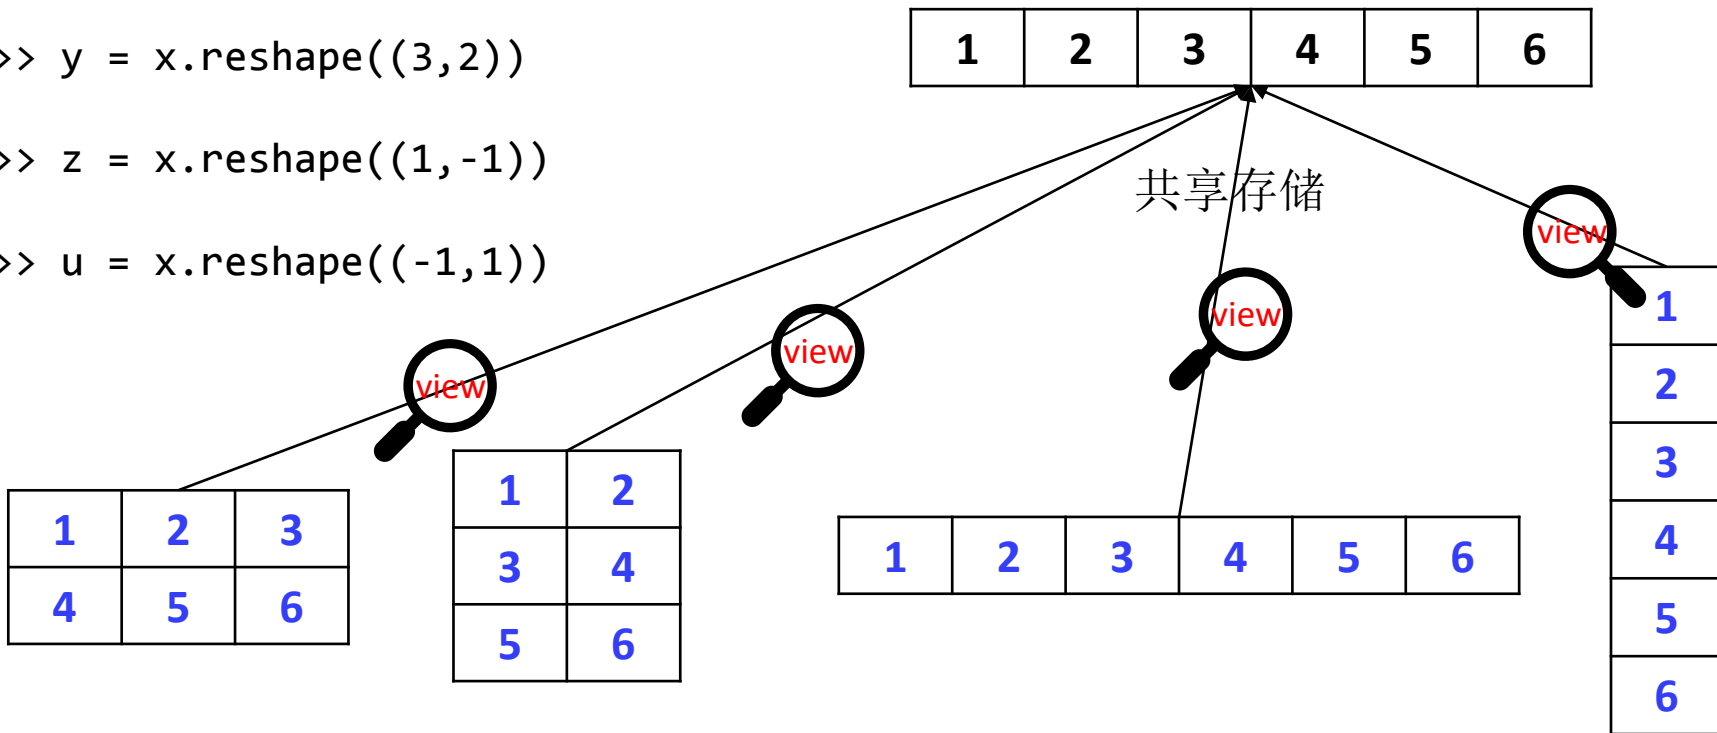 >> y = x.reshape((3,2))
>> z = x.reshape((1,-1))
>> u = x.reshape((-1,1))
1 2 3 4 5 6
共享存储
view
view
view
view
1 2 3
4 5 6
1 2
3 4
5 6
1 2 3 4 5 6
1
2
3
4
5
6